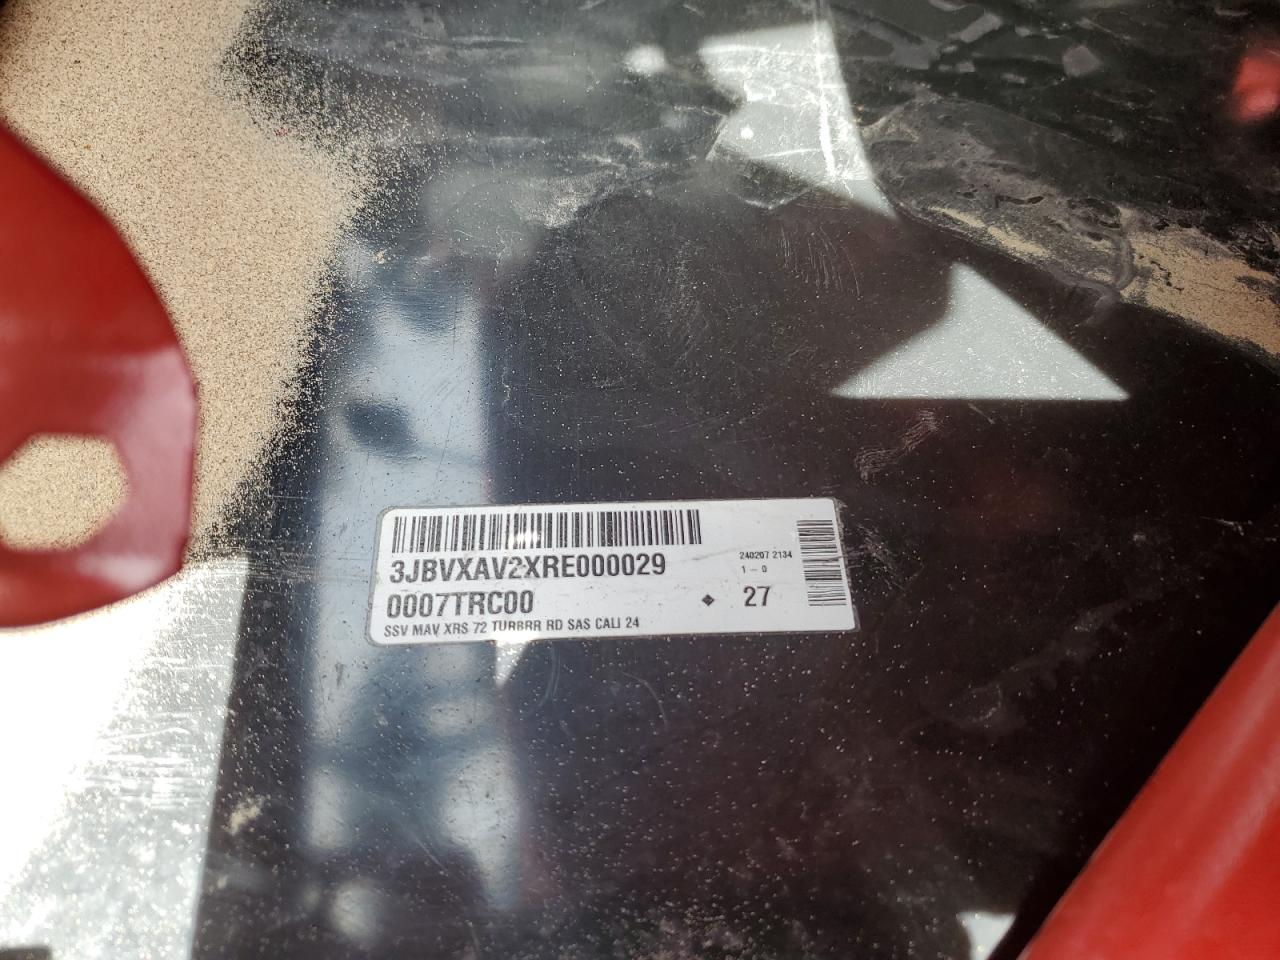 3JBVXAV2XRE000029
0007TRC00
SSV MAV XRS 72 TURBRR RD SAS CALI 24
240207 2134
1 - 0
27